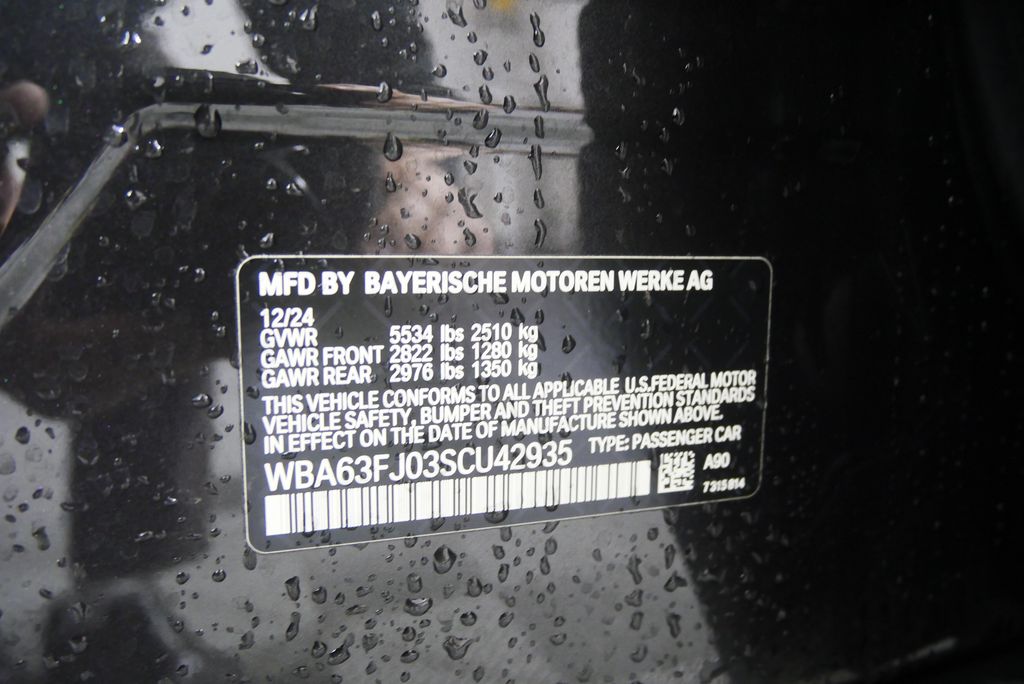 MFD BY BAYERISCHE MOTOREN WERKE AG
12/24
GVWR 5534 lbs 2510 kg
GAWR FRONT 2822 lbs 1280 kg
GAWR REAR 2976 lbs 1350 kg
THIS VEHICLE CONFORMS TO ALL APPLICABLE U.S.FEDERAL MOTOR
VEHICLE SAFETY, BUMPER AND THEFT PREVENTION STANDARDS
IN EFFECT ON THE DATE OF MANUFACTURE SHOWN ABOVE.
WBA63FJ03SCU42935 TYPE: PASSENGER CAR
A90
7315814